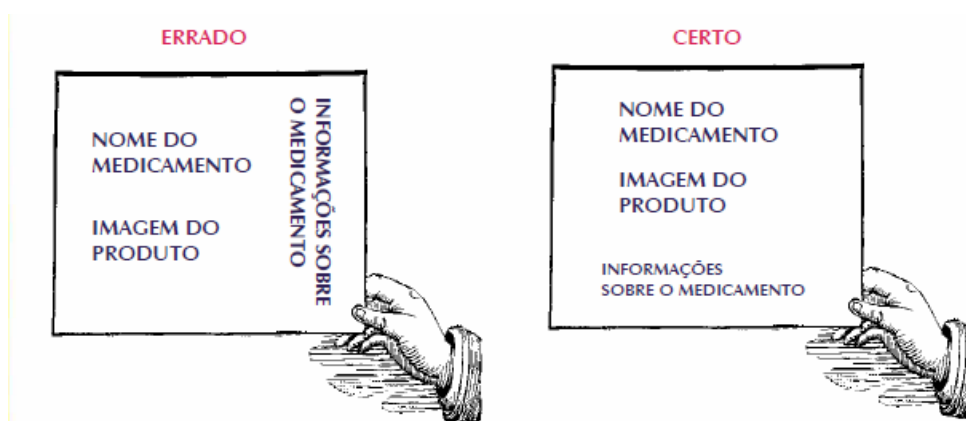 ERRADO
NOME DO
MEDICAMENTO
IMAGEM DO
PRODUTO
INFORMAÇÕES SOBRE
O MEDICAMENTO
CERTO
NOME DO
MEDICAMENTO
IMAGEM DO
PRODUTO
INFORMAÇÕES
SOBRE O MEDICAMENTO